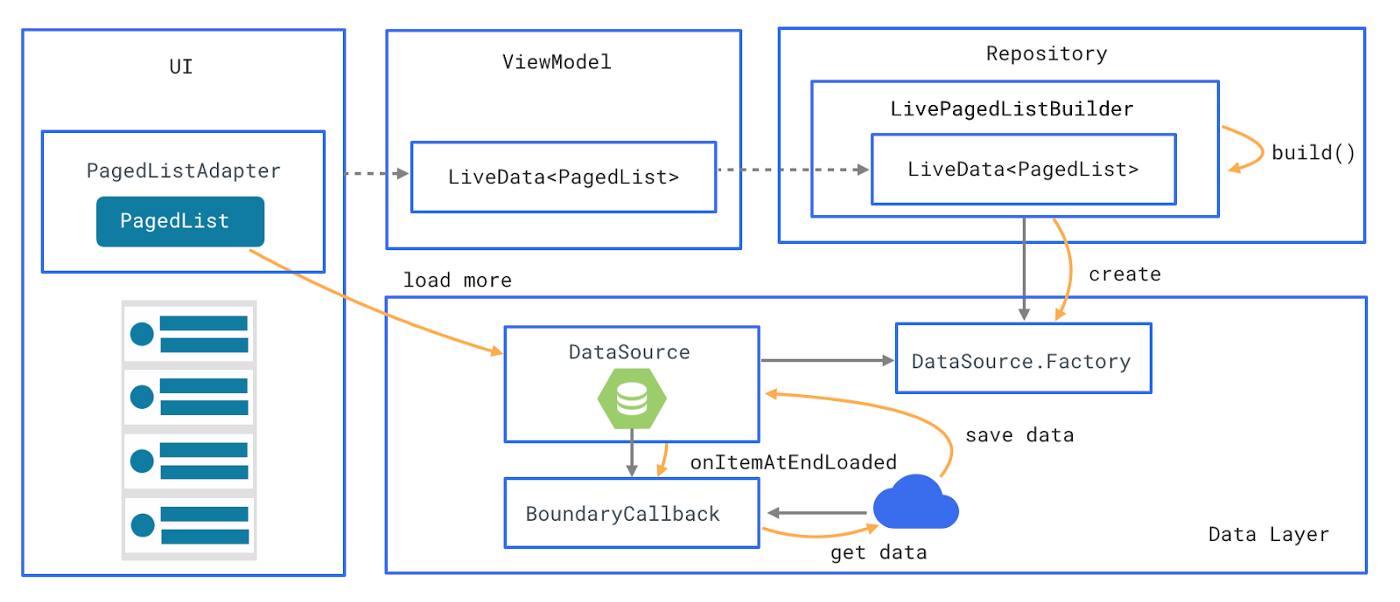 UI
PagedListAdapter
PagedList
ViewModel
LiveData<PagedList>
Repository
LivePagedListBuilder
LiveData<PagedList>
build()
load more
create
DataSource
DataSource.Factory
save data
onItemAtEndLoaded
BoundaryCallback
get data
Data Layer